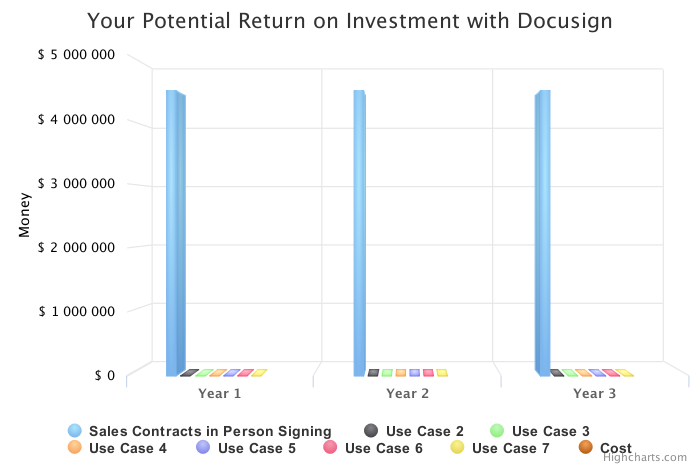 Your Potential Return on Investment with Docusign
$ 5 000 000
$ 4 000 000
$ 3 000 000
$ 2 000 000
$ 1 000 000
$ 0
Money
Year 1 Year 2 Year 3
Sales Contracts in Person Signing Use Case 2 Use Case 3
Use Case 4 Use Case 5 Use Case 6 Use Case 7 Cost
Highcharts.com